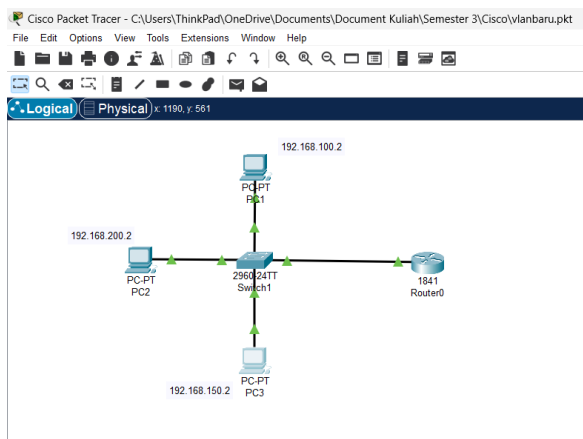 Cisco Packet Tracer - C:\Users\ThinkPad\OneDrive\Documents\Document Kuliah\Semester 3\Cisco\vlanbaru.pkt
File Edit Options View Tools Extensions Window Help
Logical Physical x: 1190, y: 561
192.168.100.2
PC-PT
PC1
192.168.200.2
PC-PT
PC2
2960-24TT
Switch1
1841
Router0
192.168.150.2
PC-PT
PC3